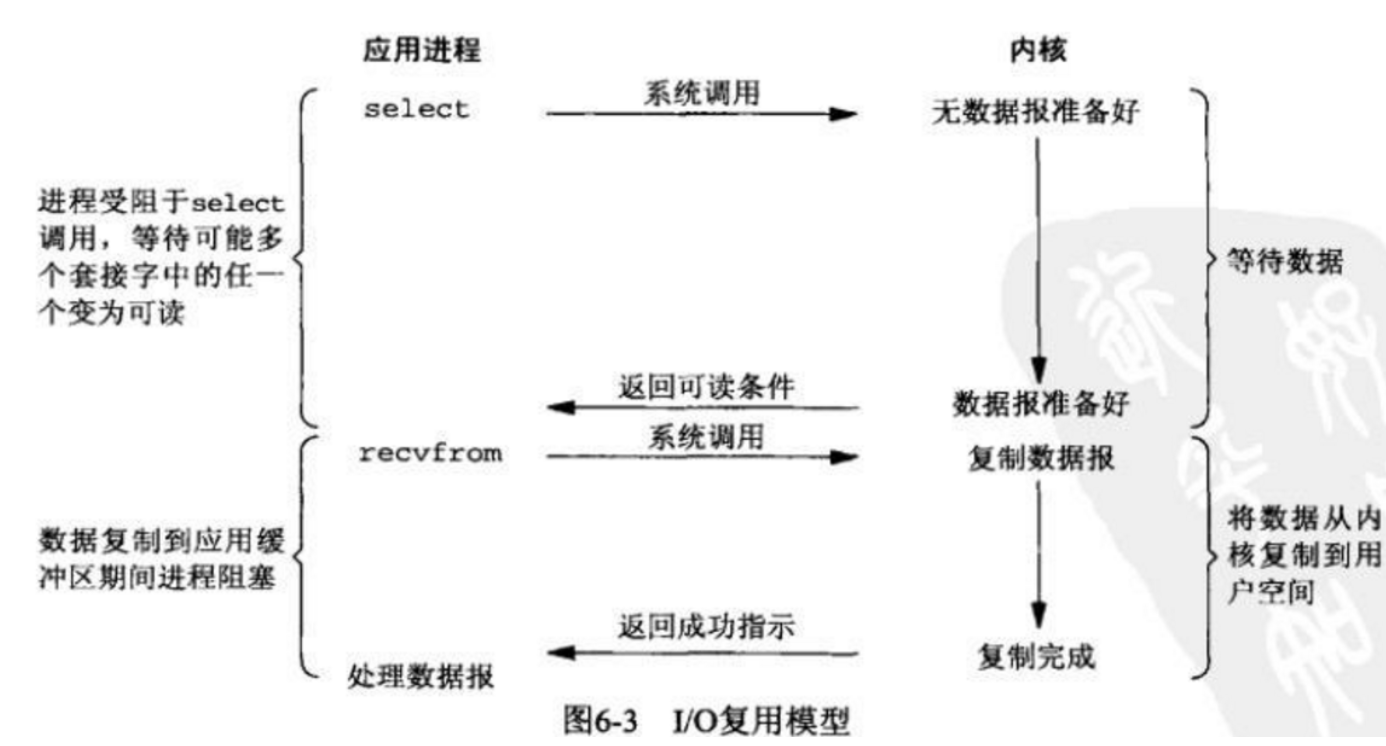 应用进程
内核
select
系统调用
无数据报准备好
进程受阻于select
调用，等待可能多
个套接字中的任一
个变为可读
等待数据
返回可读条件
数据报准备好
recvfrom
系统调用
复制数据报
数据复制到应用缓
冲区期间进程阻塞
将数据从内
核复制到用
户空间
返回成功指示
复制完成
处理数据报
图6-3 I/O复用模型